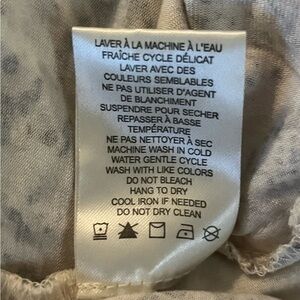 LAVER À LA MACHINE À L'EAU
FRAÎCHE CYCLE DÉLICAT
LAVER AVEC DES
COULEURS SEMBLABLES
NE PAS UTILISER D'AGENT
DE BLANCHIMENT
SUSPENDRE POUR SECHER
REPASSER À BASSE
TEMPÉRATURE
NE PAS NETTOYER À SEC
MACHINE WASH IN COLD
WATER GENTLE CYCLE
WASH WITH LIKE COLORS
DO NOT BLEACH
HANG TO DRY
COOL IRON IF NEEDED
DO NOT DRY CLEAN